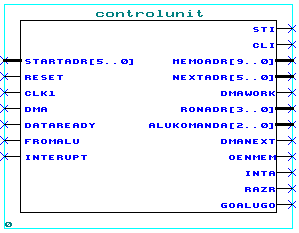 controlunit
STI
CLI
STARTADR[5..0] MEMOADR[9..0]
RESET NEXTADR[5..0]
CLK1 DMAWORK
DMA RONADR[3..0]
DATAREADY ALUKOMANDA[2..0]
FROMALU DMANEXT
INTERUPT OENMEM
INTA
RAZR
GOALUGO
0